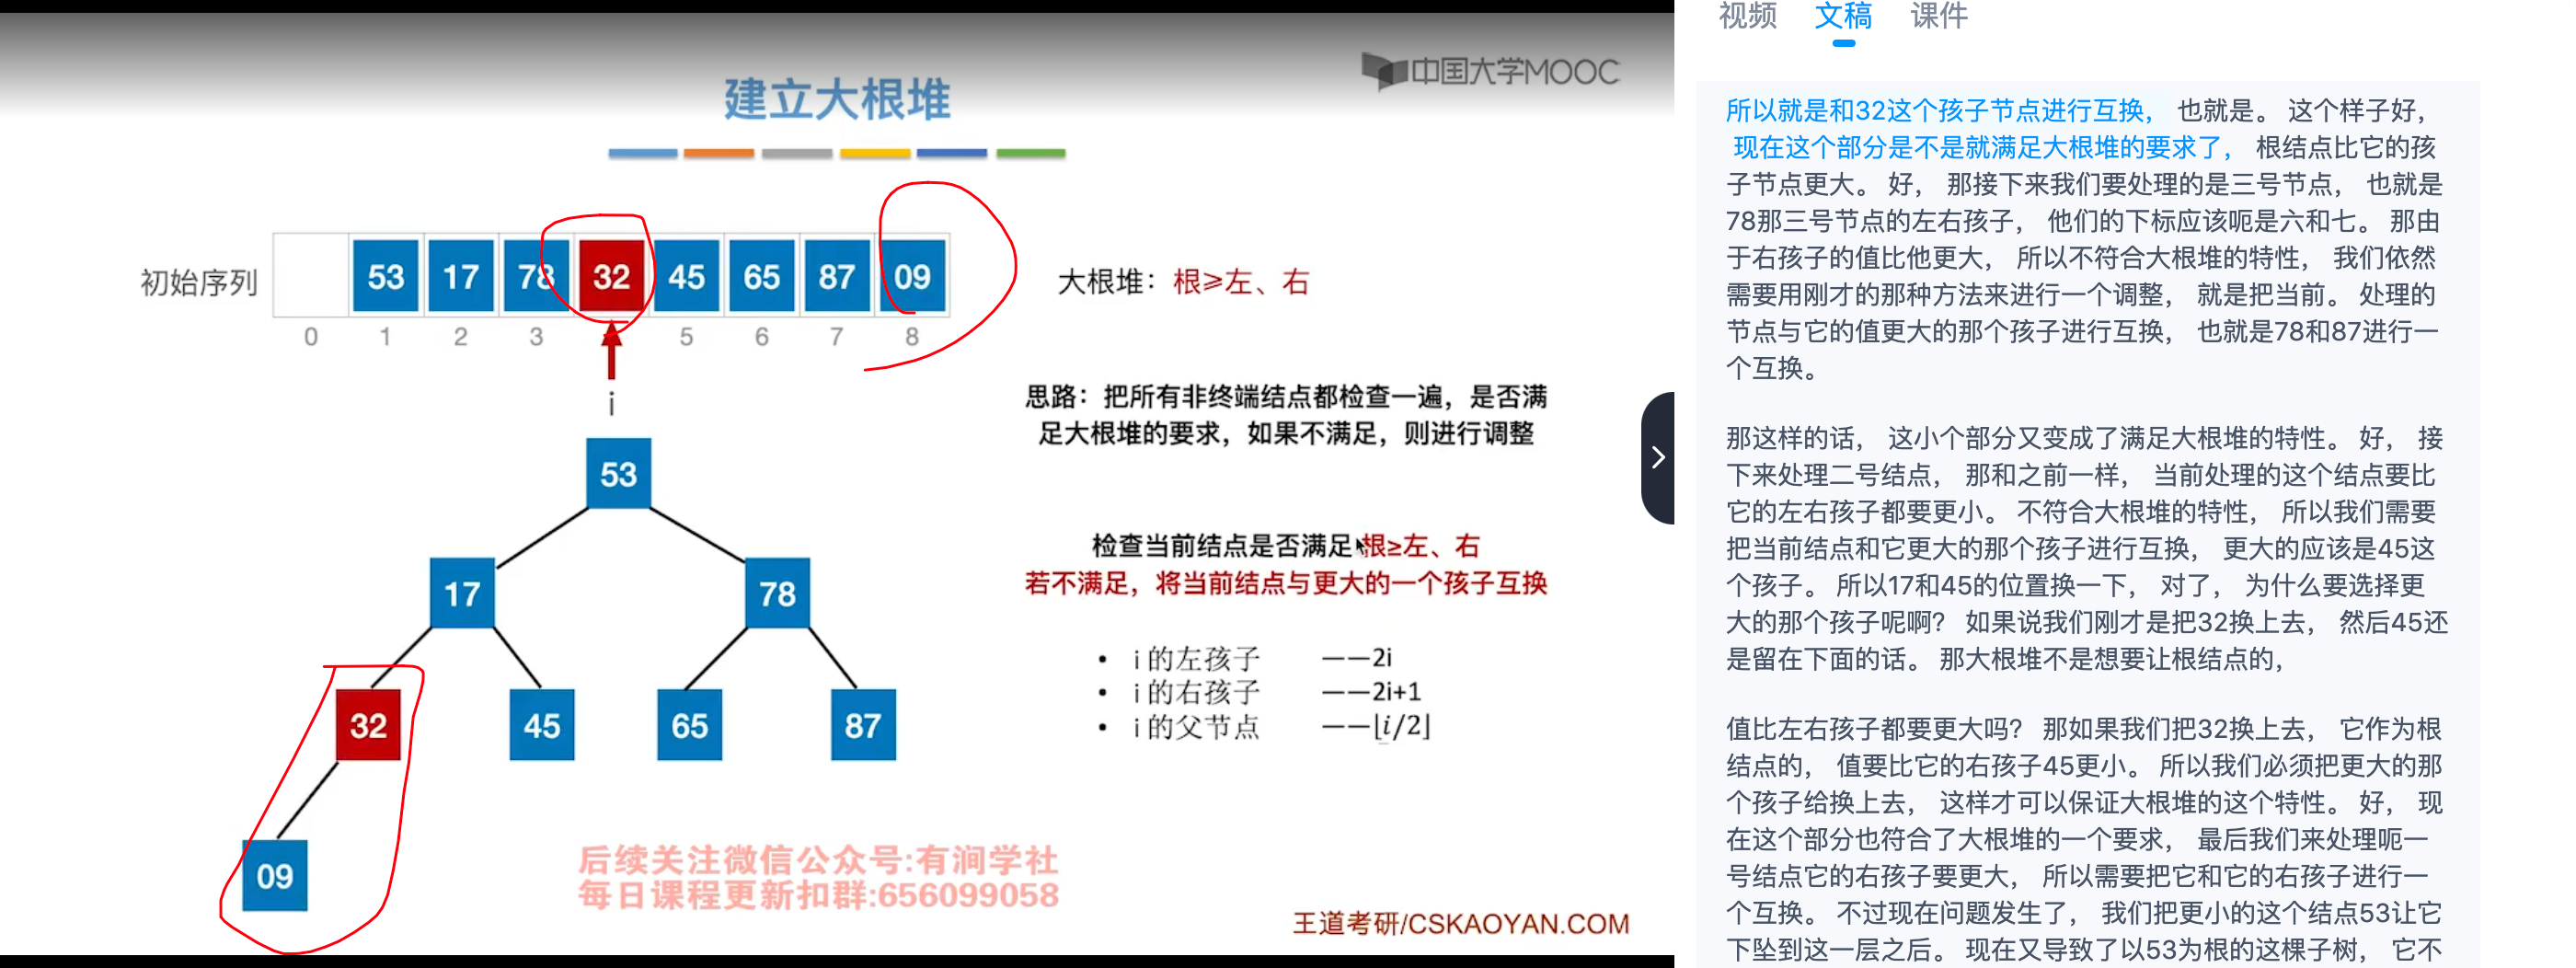 中国大学MOOC
建立大根堆
初始序列
53 17 78 32 45 65 87 09
0 1 2 3 5 6 7 8
i
大根堆：根≥左、右
思路：把所有非终端结点都检查一遍，是否满
足大根堆的要求，如果不满足，则进行调整
53
17 78
32 45 65 87
09
检查当前结点是否满足 根≥左、右
若不满足，将当前结点与更大的一个孩子互换
• i 的左孩子 ——2i
• i 的右孩子 ——2i+1
• i 的父节点 ——⌊i/2⌋
后续关注微信公众号:有涧学社
每日课程更新扣群:656099058
王道考研/CSKAOYAN.COM
视频 文稿 课件
所以就是和32这个孩子节点进行互换， 也就是。 这个样子好，
现在这个部分是不是就满足大根堆的要求了， 根结点比它的孩
子节点更大。 好， 那接下来我们要处理的是三号节点， 也就是
78那三号节点的左右孩子， 他们的下标应该呃是六和七。 那由
于右孩子的值比他更大， 所以不符合大根堆的特性， 我们依然
需要用刚才的那种方法来进行一个调整， 就是把当前。 处理的
节点与它的值更大的那个孩子进行互换， 也就是78和87进行一
个互换。
那这样的话， 这小个部分又变成了满足大根堆的特性。 好， 接
下来处理二号结点， 那和之前一样， 当前处理的这个结点要比
它的左右孩子都要更小。 不符合大根堆的特性， 所以我们需要
把当前结点和它更大的那个孩子进行互换， 更大的应该是45这
个孩子。 所以17和45的位置换一下， 对了， 为什么要选择更
大的那个孩子呢啊？ 如果说我们刚才是把32换上去， 然后45还
是留在下面的话。 那大根堆不是想要让根结点的，
值比左右孩子都要更大吗？ 那如果我们把32换上去， 它作为根
结点的， 值要比它的右孩子45更小。 所以我们必须把更大的那
个孩子给换上去， 这样才可以保证大根堆的这个特性。 好， 现
在这个部分也符合了大根堆的一个要求， 最后我们来处理呃一
号结点它的右孩子要更大， 所以需要把它和它的右孩子进行一
个互换。 不过现在问题发生了， 我们把更小的这个结点53让它
下坠到这一层之后。 现在又导致了以53为根的这棵子树， 它不